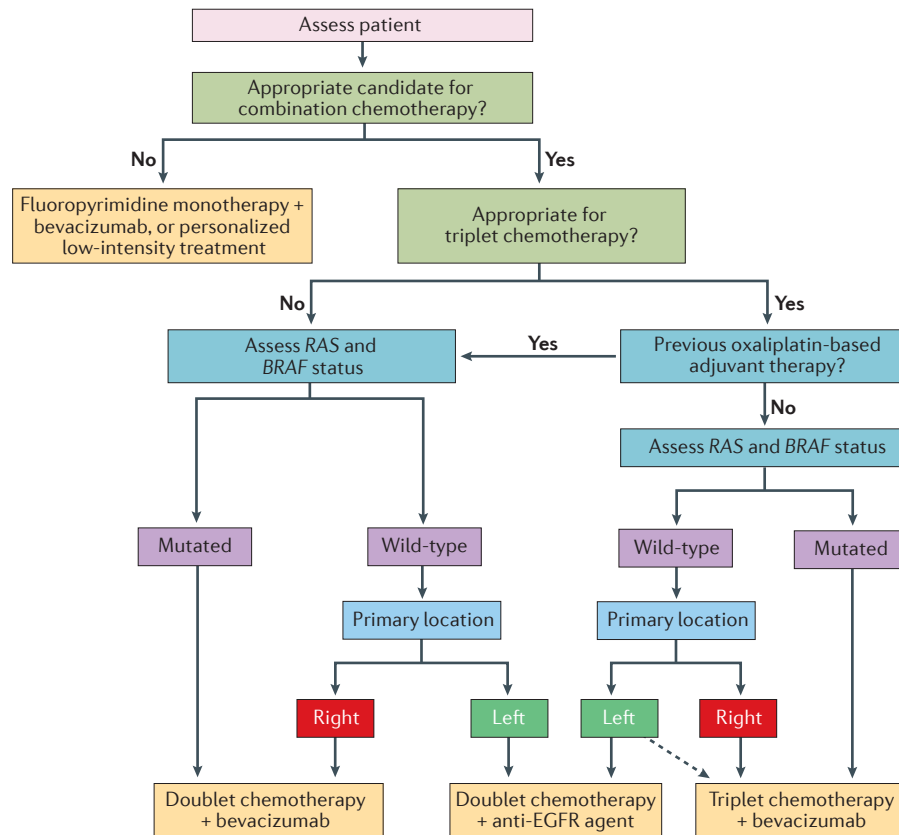 Assess patient
Appropriate candidate for
combination chemotherapy?
No
Yes
Fluoropyrimidine monotherapy +
bevacizumab, or personalized
low-intensity treatment
Appropriate for
triplet chemotherapy?
No
Yes
Assess RAS and
BRAF status
Yes
Previous oxaliplatin-based
adjuvant therapy?
No
Assess RAS and BRAF status
Mutated
Wild-type
Wild-type
Mutated
Primary location
Primary location
Right
Left
Left
Right
Doublet chemotherapy
+ bevacizumab
Doublet chemotherapy
+ anti-EGFR agent
Triplet chemotherapy
+ bevacizumab